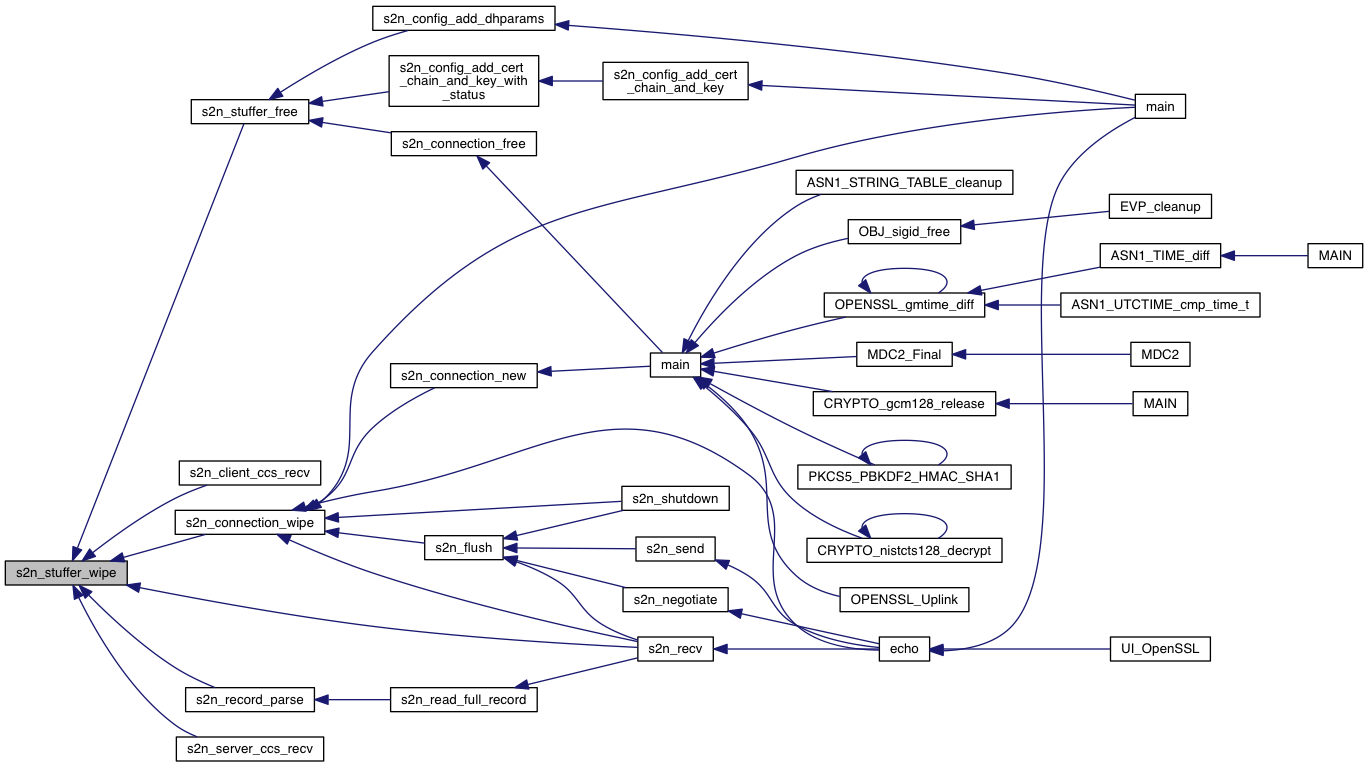 s2n_config_add_dhparams
s2n_config_add_cert
_chain_and_key_with
_status
s2n_config_add_cert
_chain_and_key
s2n_stuffer_free
main
s2n_connection_free
ASN1_STRING_TABLE_cleanup
EVP_cleanup
OBJ_sigid_free
ASN1_TIME_diff
MAIN
OPENSSL_gmtime_diff
ASN1_UTCTIME_cmp_time_t
MDC2_Final
MDC2
main
s2n_connection_new
CRYPTO_gcm128_release
MAIN
s2n_client_ccs_recv
PKCS5_PBKDF2_HMAC_SHA1
s2n_shutdown
s2n_connection_wipe
s2n_flush
s2n_send
CRYPTO_nistcts128_decrypt
s2n_stuffer_wipe
s2n_negotiate
OPENSSL_Uplink
s2n_recv
echo
UI_OpenSSL
s2n_record_parse
s2n_read_full_record
s2n_server_ccs_recv